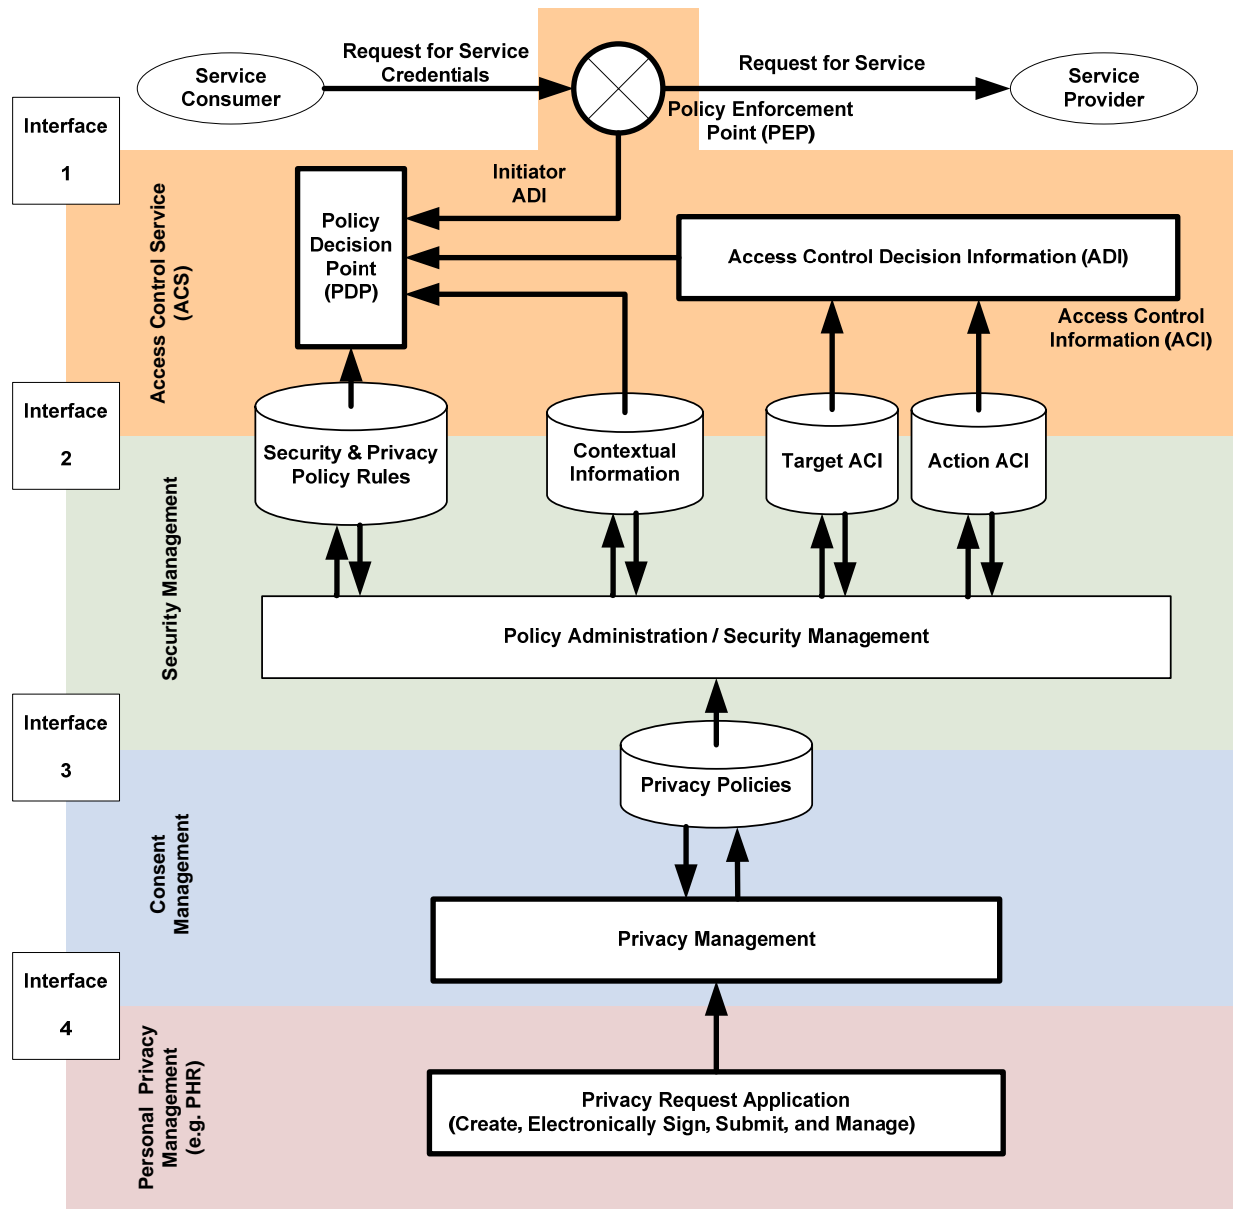 Request for Service
Credentials
Service
Consumer
Request for Service
Service
Provider
Policy Enforcement
Point (PEP)
Interface
1
Initiator
ADI
Access Control Service
(ACS)
Policy
Decision
Point
(PDP)
Access Control Decision Information (ADI)
Access Control
Information (ACI)
Interface
2
Security & Privacy
Policy Rules
Contextual
Information
Target ACI
Action ACI
Security Management
Policy Administration / Security Management
Interface
3
Privacy Policies
Consent
Management
Privacy Management
Interface
4
Personal Privacy
Management
(e.g. PHR)
Privacy Request Application
(Create, Electronically Sign, Submit, and Manage)